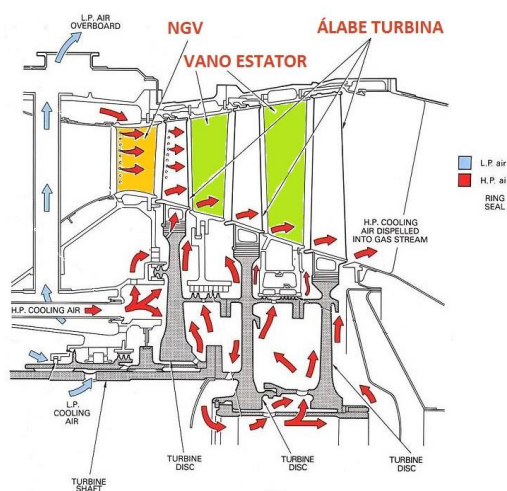 L.P. AIR
OVERBOARD
NGV
VANO ESTATOR
ÁLABE TURBINA
L.P. air
H.P. ai
RING
SEAL
H.P. COOLING
AIR DISPELLED
INTO GAS STREAM
H.P. COOLING AIR
L.P.
COOLING
AIR
TURBINE
SHAFT
TURBINE
DISC
TURBINE
DISC
TURBINE
DISC